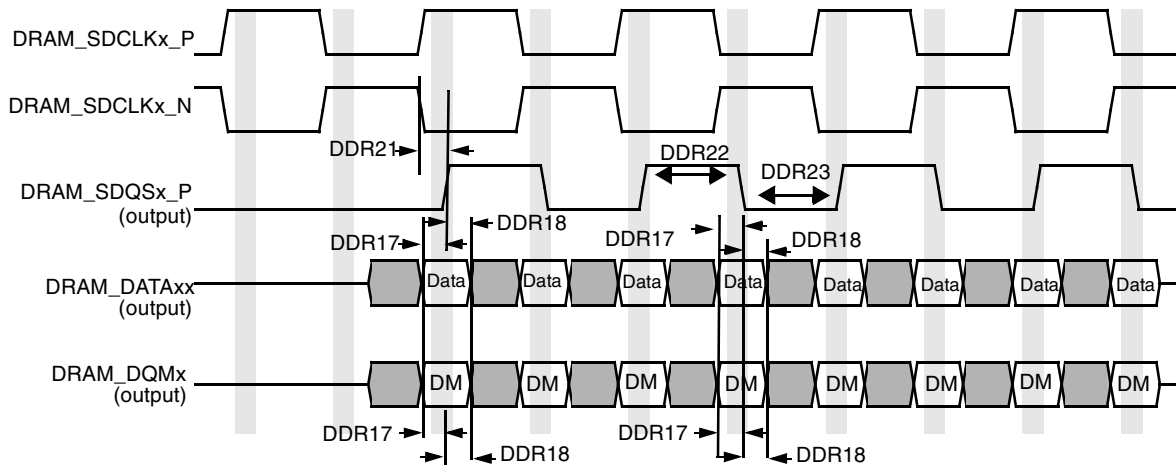 DRAM_SDCLKx_P
DRAM_SDCLKx_N
DDR21
DDR22
DDR23
DRAM_SDQSx_P
(output)
DDR17
DDR18
DDR17
DDR18
DRAM_DATAxx
(output)
Data
Data
Data
Data
Data
Data
Data
Data
DRAM_DQMx
(output)
DM
DM
DM
DM
DM
DM
DM
DM
DDR17
DDR18
DDR17
DDR18